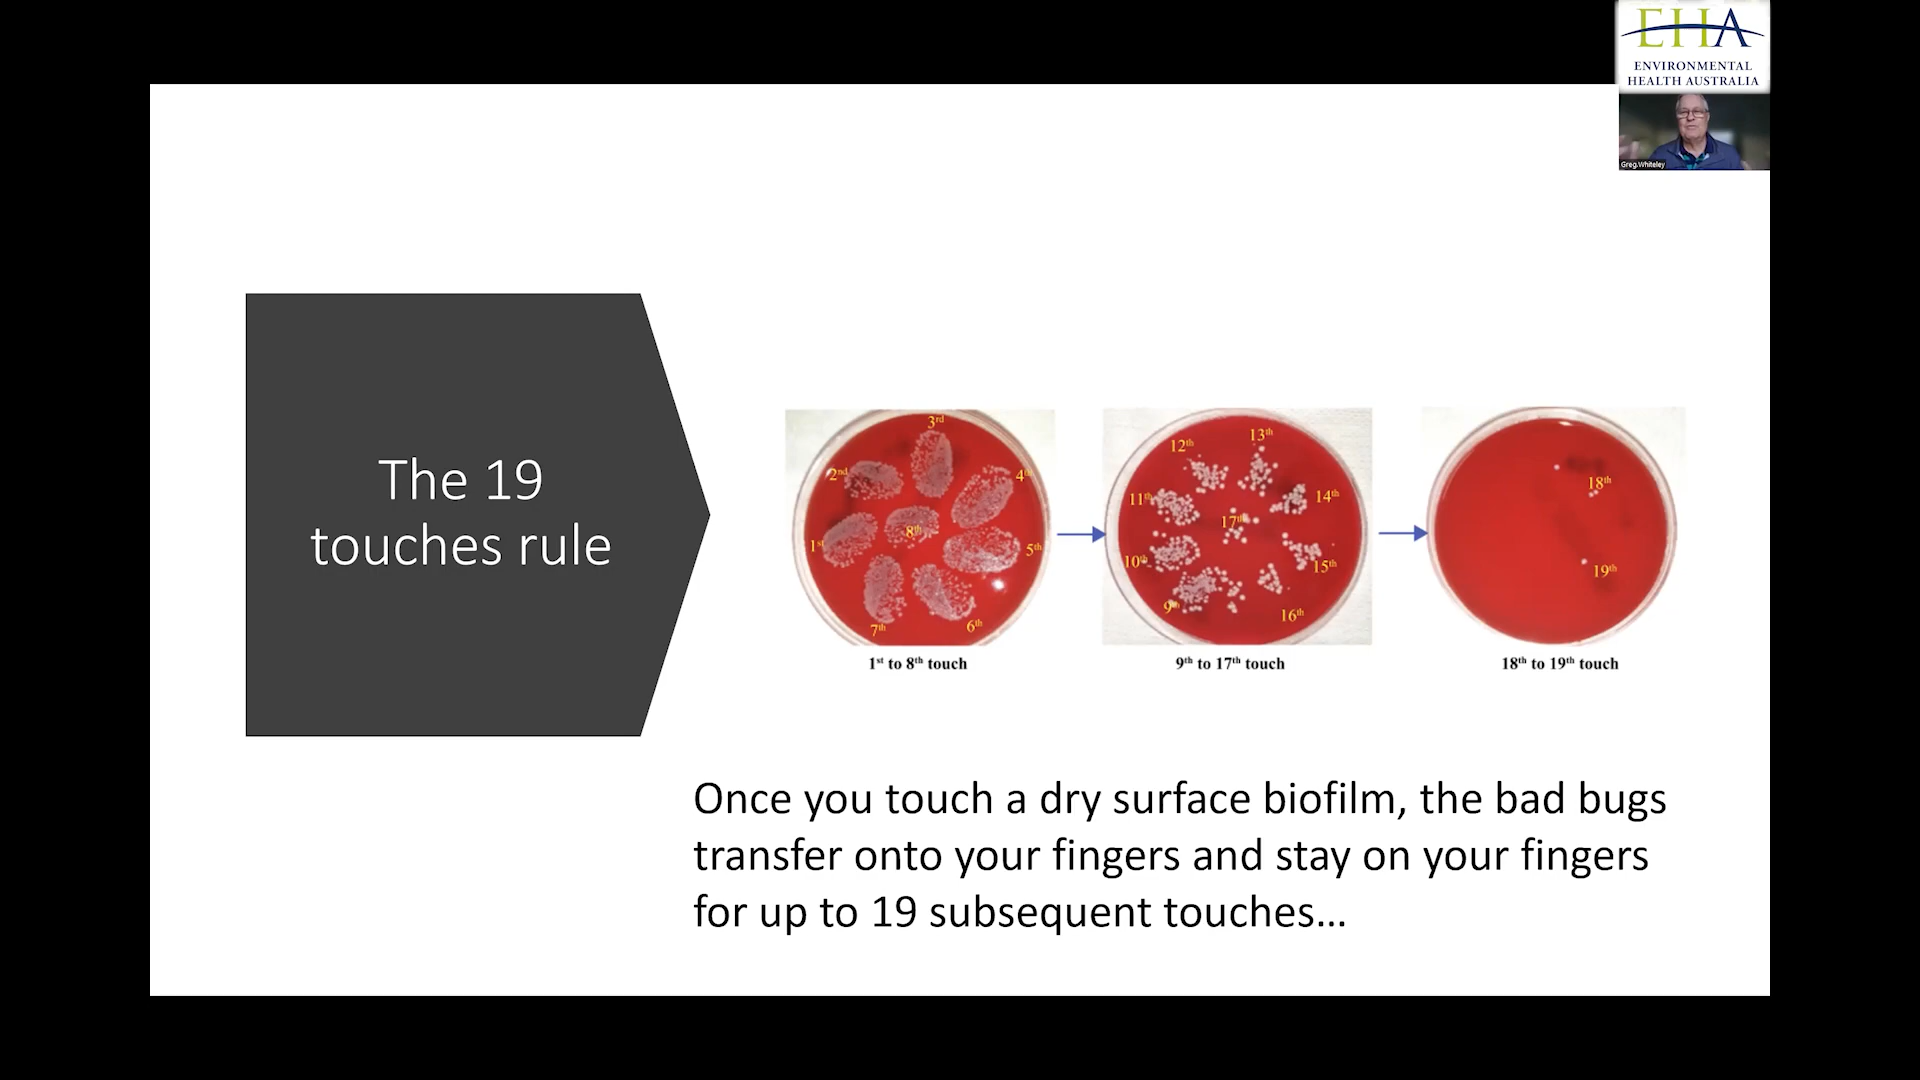 EHA
ENVIRONMENTAL
HEALTH AUSTRALIA
Greg.Whiteley
The 19
touches rule
1st
2nd
3rd
4th
5th
6th
7th
8th
9th
10th
11th
12th
13th
14th
15th
16th
17th
18th
19th
1st to 8th touch
9th to 17th touch
18th to 19th touch
Once you touch a dry surface biofilm, the bad bugs
transfer onto your fingers and stay on your fingers
for up to 19 subsequent touches...